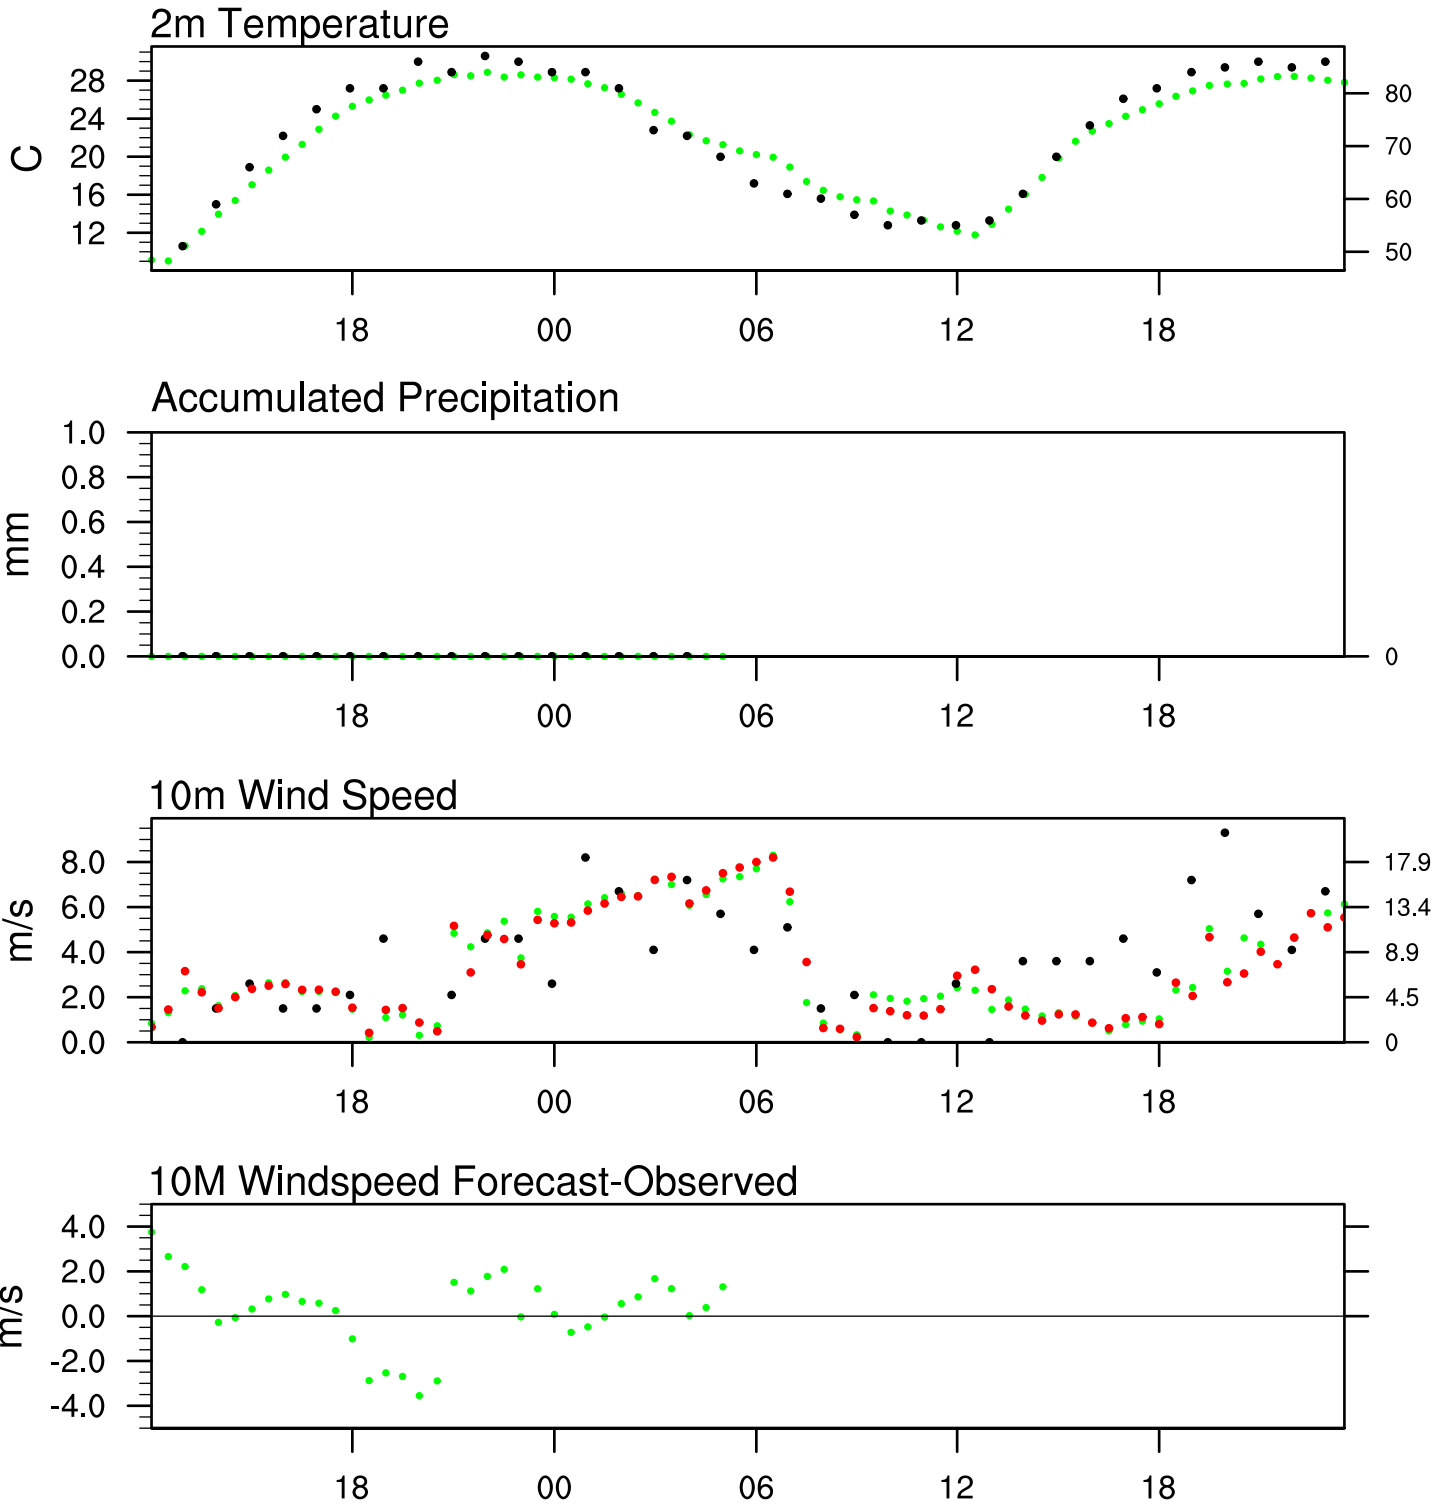 2m Temperature
C
28
24
20
16
12
80
70
60
50
18 00 06 12 18
Accumulated Precipitation
mm
1.0
0.8
0.6
0.4
0.2
0.0
0
18 00 06 12 18
10m Wind Speed
m/s
8.0
6.0
4.0
2.0
0.0
17.9
13.4
8.9
4.5
0
18 00 06 12 18
10M Windspeed Forecast-Observed
m/s
4.0
2.0
0.0
-2.0
-4.0
18 00 06 12 18